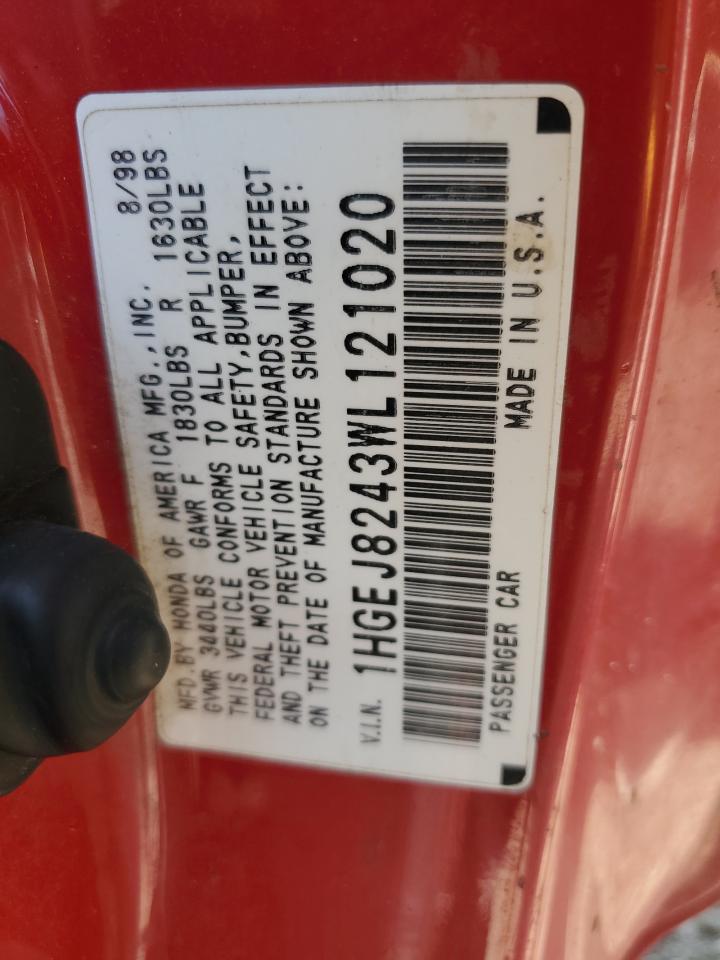 MFD. BY HONDA OF AMERICA MFG., INC. 8/98
GVWR 3440LBS GAWR F 1830LBS R 1630LBS
THIS VEHICLE CONFORMS TO ALL APPLICABLE
FEDERAL MOTOR VEHICLE SAFETY, BUMPER,
AND THEFT PREVENTION STANDARDS IN EFFECT
ON THE DATE OF MANUFACTURE SHOWN ABOVE:
V.I.N. 1HGEJ8243WL121020
PASSENGER CAR MADE IN U.S.A.